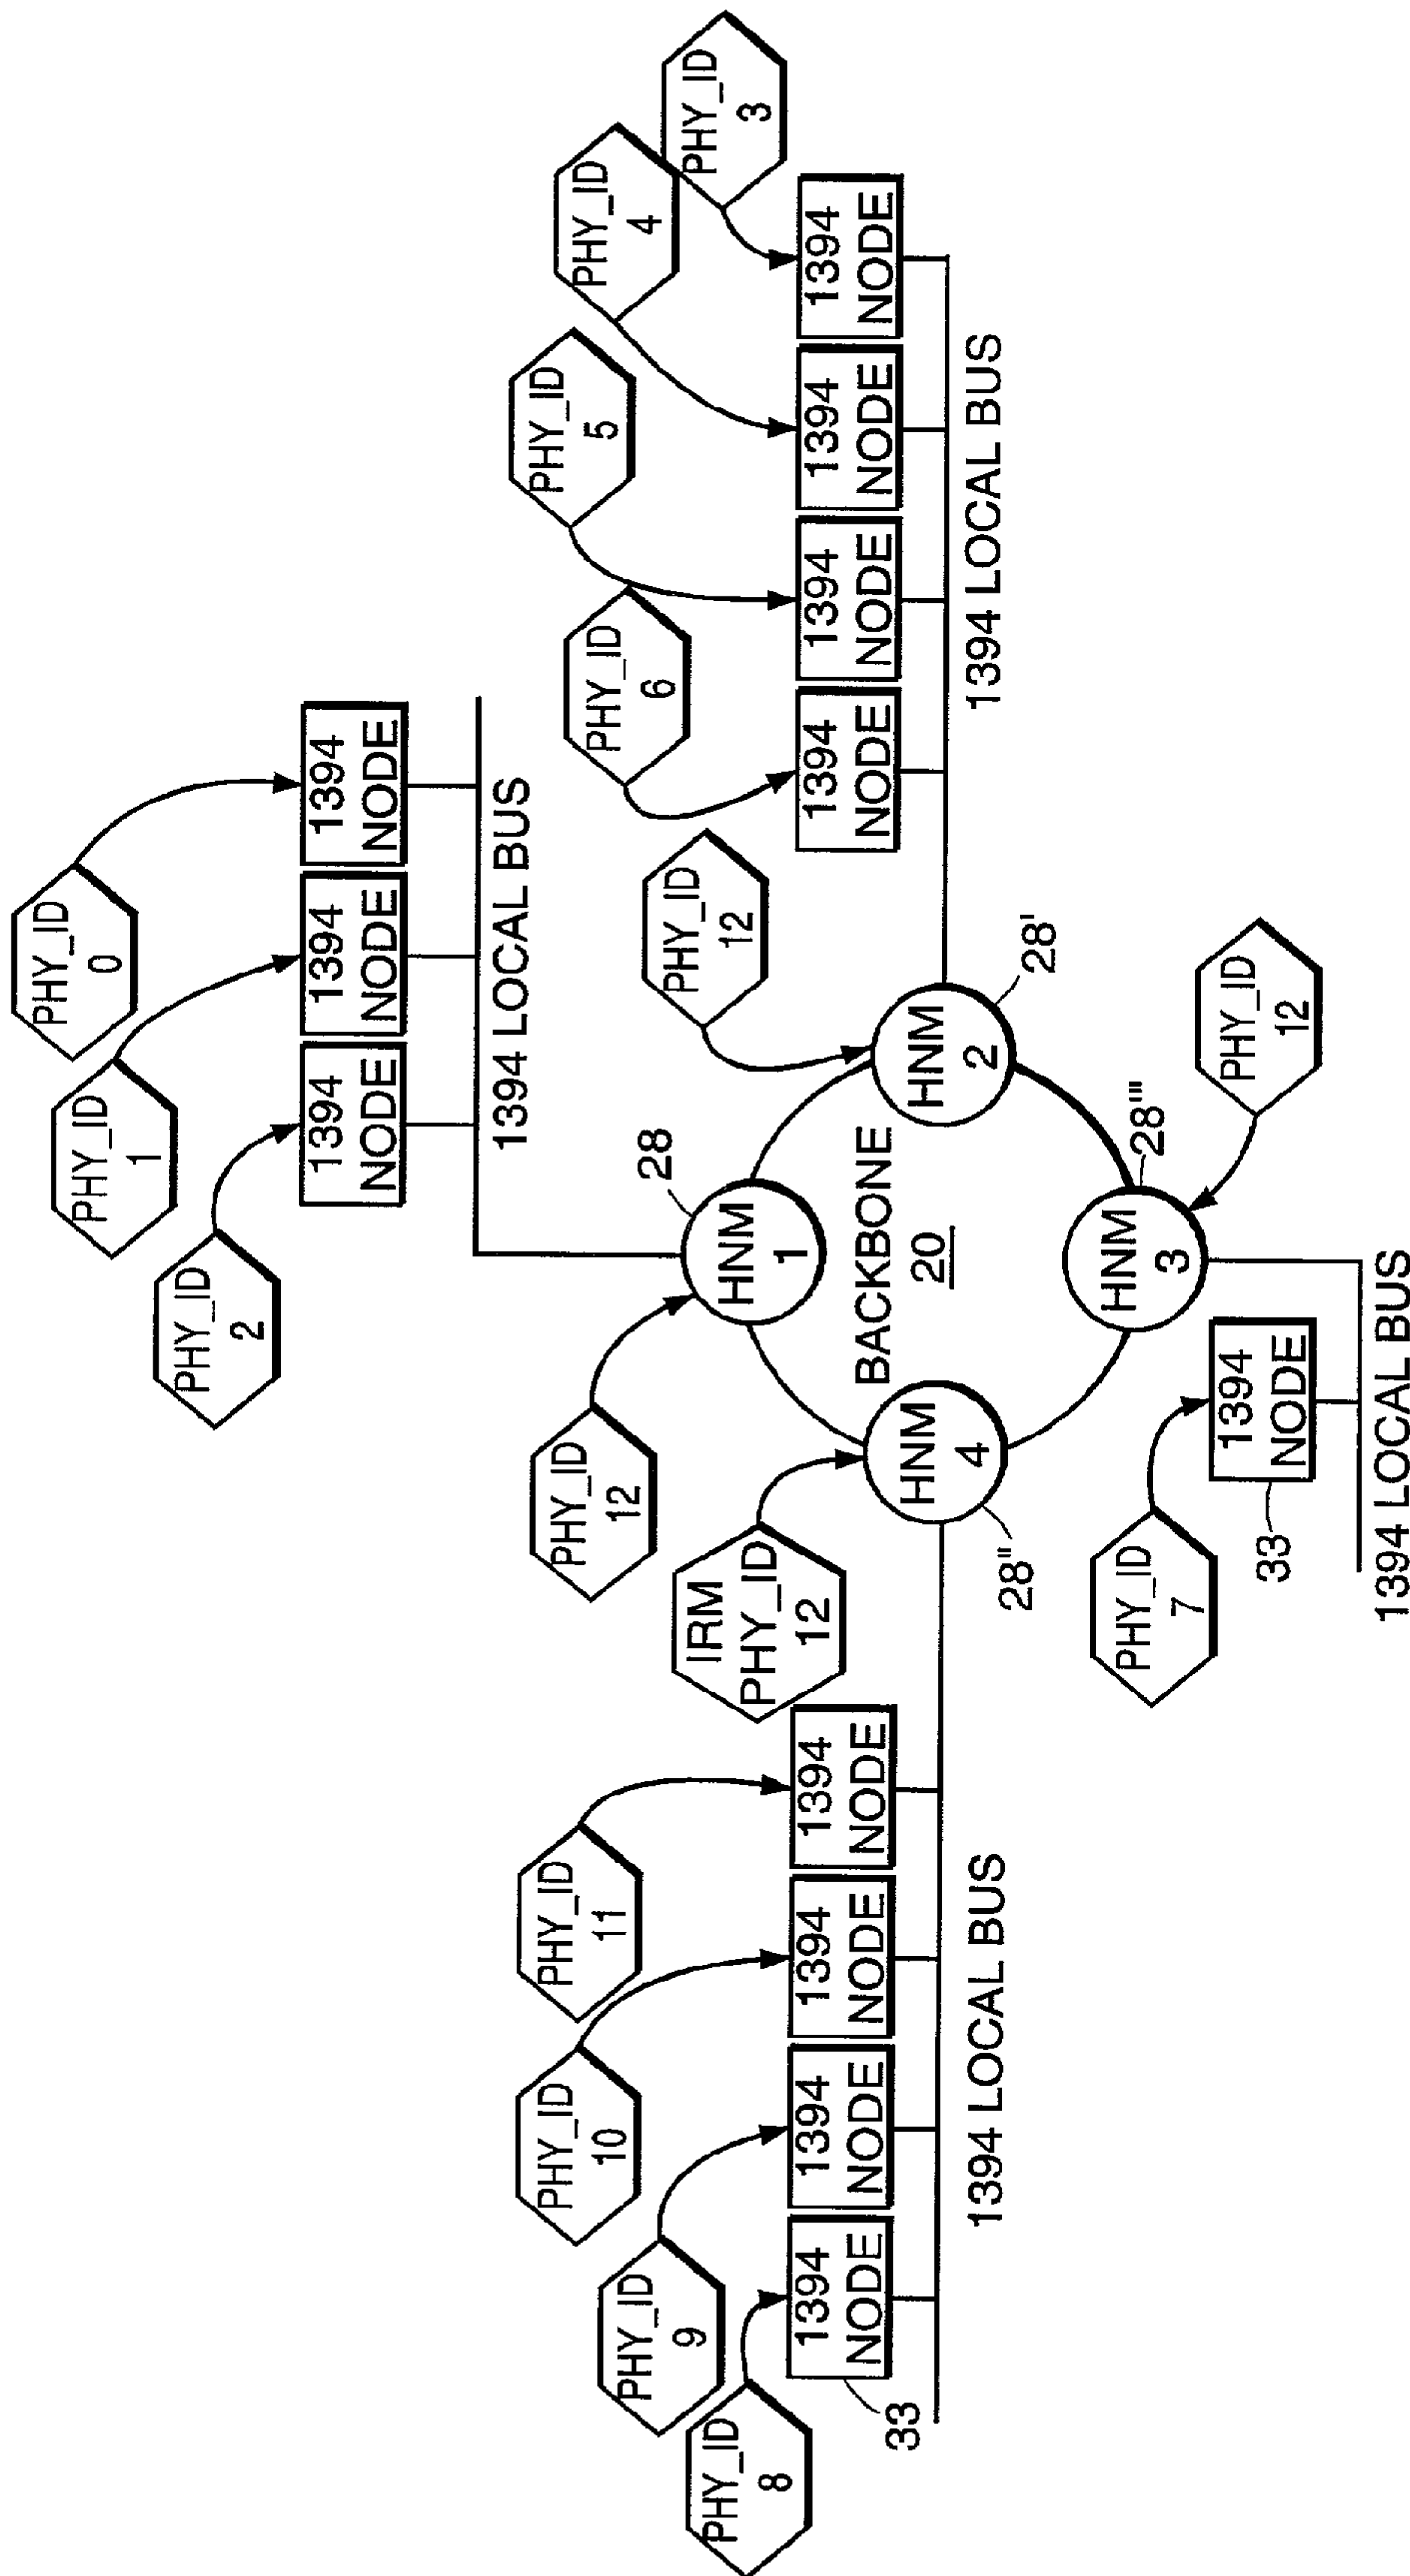 PHY_ID
0
PHY_ID
1
PHY_ID
2
1394
NODE
1394
NODE
1394
NODE
1394 LOCAL BUS
PHY_ID
3
PHY_ID
4
PHY_ID
5
PHY_ID
6
1394
NODE
1394
NODE
1394
NODE
1394
NODE
1394 LOCAL BUS
PHY_ID
12
HNM
2
28'
PHY_ID
12
HNM
1
28
BACKBONE
20
IRM
PHY_ID
12
HNM
4
28"
HNM
3
28'''
PHY_ID
12
PHY_ID
7
1394
NODE
33
1394 LOCAL BUS
PHY_ID
11
PHY_ID
10
PHY_ID
9
PHY_ID
8
1394
NODE
1394
NODE
1394
NODE
1394
NODE
33
1394 LOCAL BUS